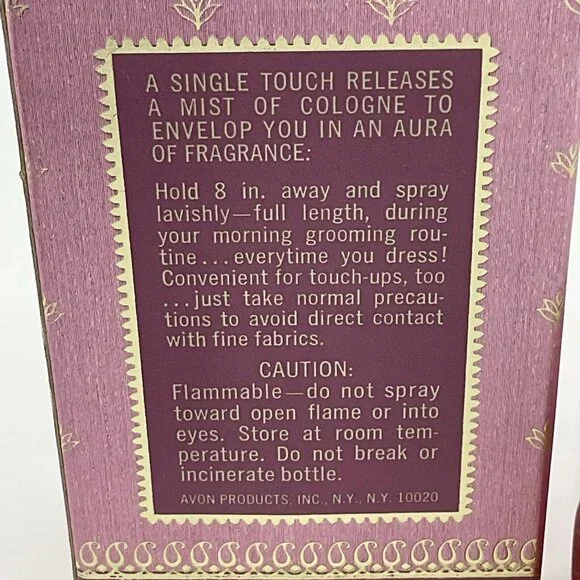 A SINGLE TOUCH RELEASES
A MIST OF COLOGNE TO
ENVELOP YOU IN AN AURA
OF FRAGRANCE:
Hold 8 in. away and spray
lavishly—full length, during
your morning grooming rou-
tine...everytime you dress!
Convenient for touch-ups, too
...just take normal precau-
tions to avoid direct contact
with fine fabrics.
CAUTION:
Flammable—do not spray
toward open flame or into
eyes. Store at room tem-
perature. Do not break or
incinerate bottle.
AVON PRODUCTS, INC., N.Y., N.Y. 10020